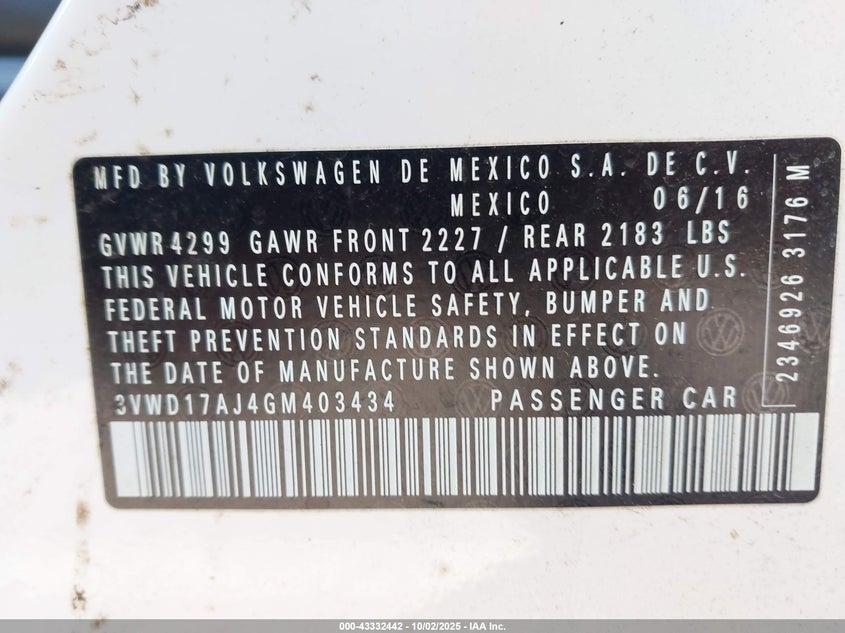 MFD BY VOLKSWAGEN DE MEXICO S.A. DE C.V.
MEXICO 06/16
GVWR 4299 GAWR FRONT 2227 / REAR 2183 LBS
THIS VEHICLE CONFORMS TO ALL APPLICABLE U.S.
FEDERAL MOTOR VEHICLE SAFETY, BUMPER AND
THEFT PREVENTION STANDARDS IN EFFECT ON
THE DATE OF MANUFACTURE SHOWN ABOVE.
3VWD17AJ4GM403434 PASSENGER CAR
2346926 3176 M
000-43332442 - 10/02/2025 - IAA Inc.